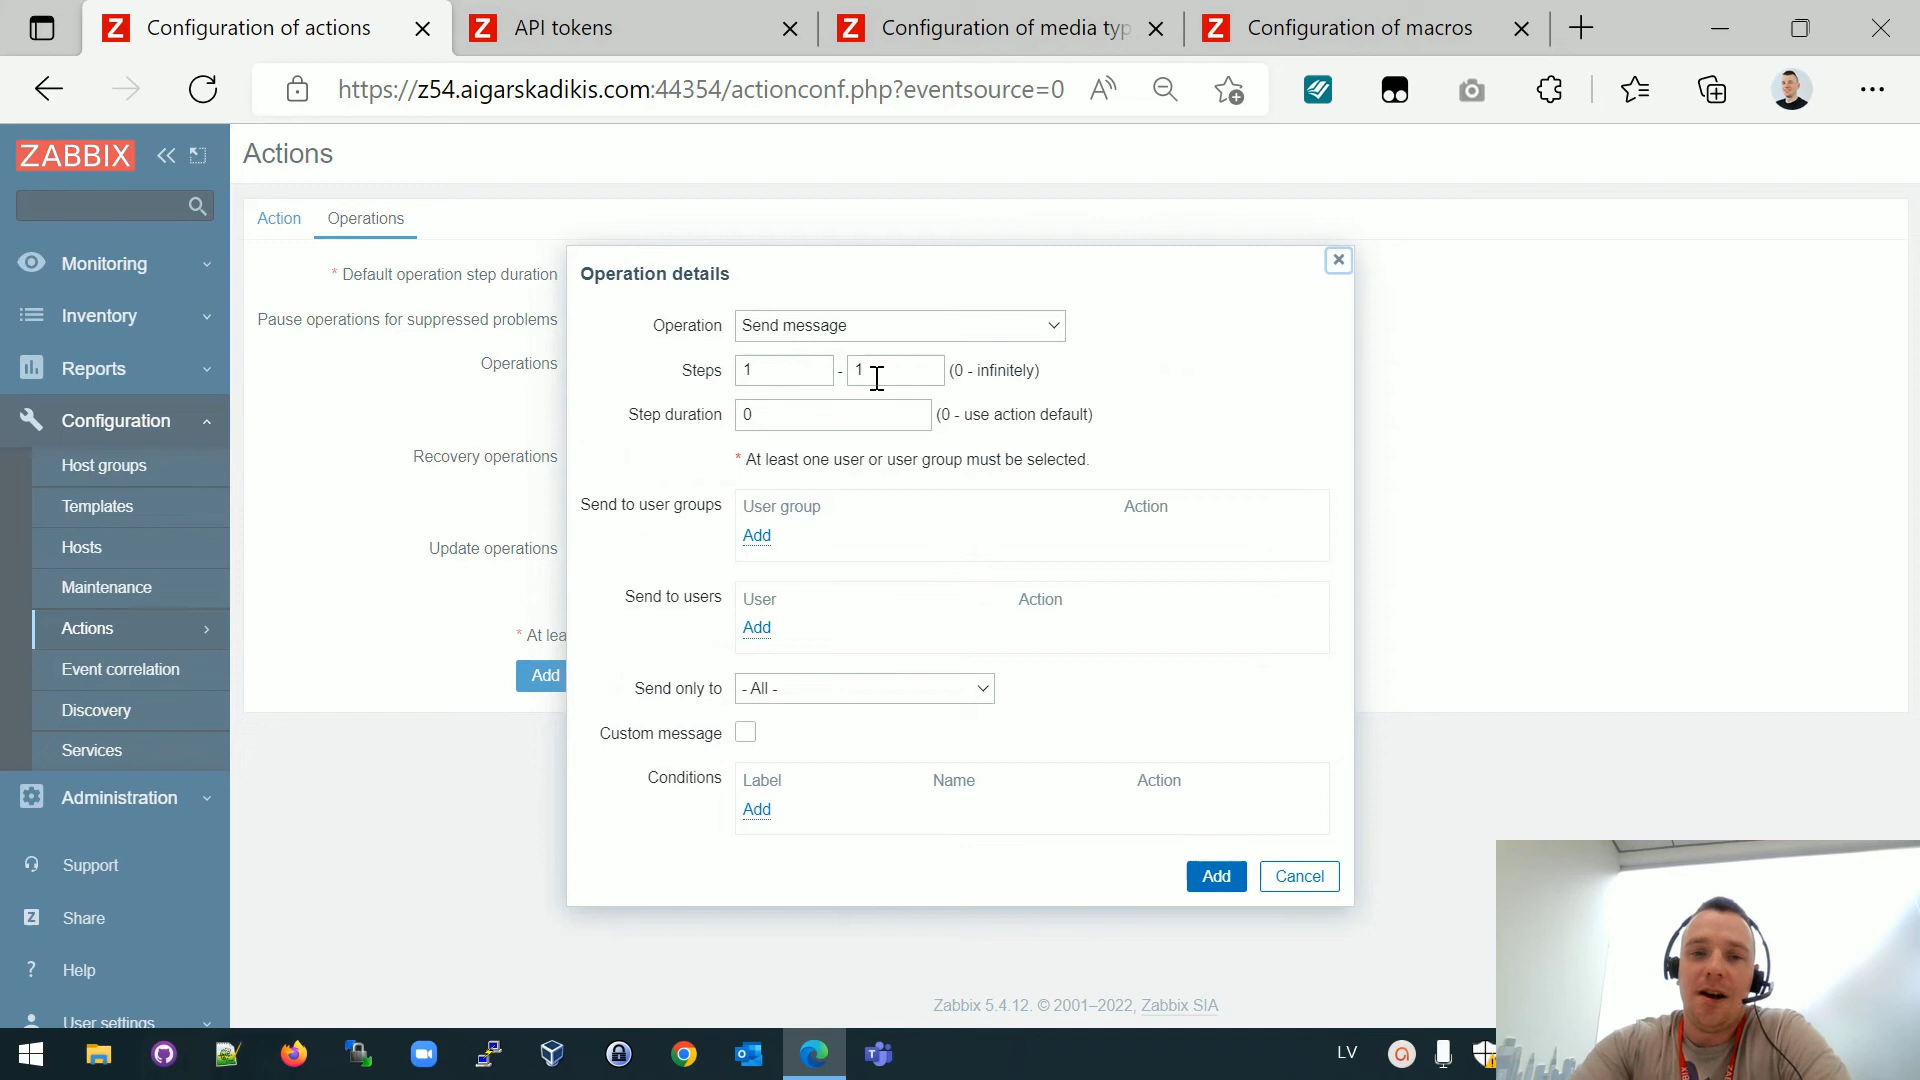 Configuration of actions
API tokens
Configuration of media typ
Configuration of macros
https://z54.aigarskadikis.com:44354/actionconf.php?eventsource=0
ZABBIX
Actions
Monitoring
Inventory
Reports
Configuration
Host groups
Templates
Hosts
Maintenance
Actions
Event correlation
Discovery
Services
Administration
Support
Share
Help
User settings
Action
Operations
* Default operation step duration
Pause operations for suppressed problems
Operations
Recovery operations
Update operations
* At lea
Add
Operation details
Operation
Send message
Steps
1 - 1 (0 - infinitely)
Step duration
0 (0 - use action default)
* At least one user or user group must be selected.
Send to user groups
User group Action
Add
Send to users
User Action
Add
Send only to
- All -
Custom message
Conditions
Label Name Action
Add
Add
Cancel
Zabbix 5.4.12. © 2001–2022, Zabbix SIA
LV